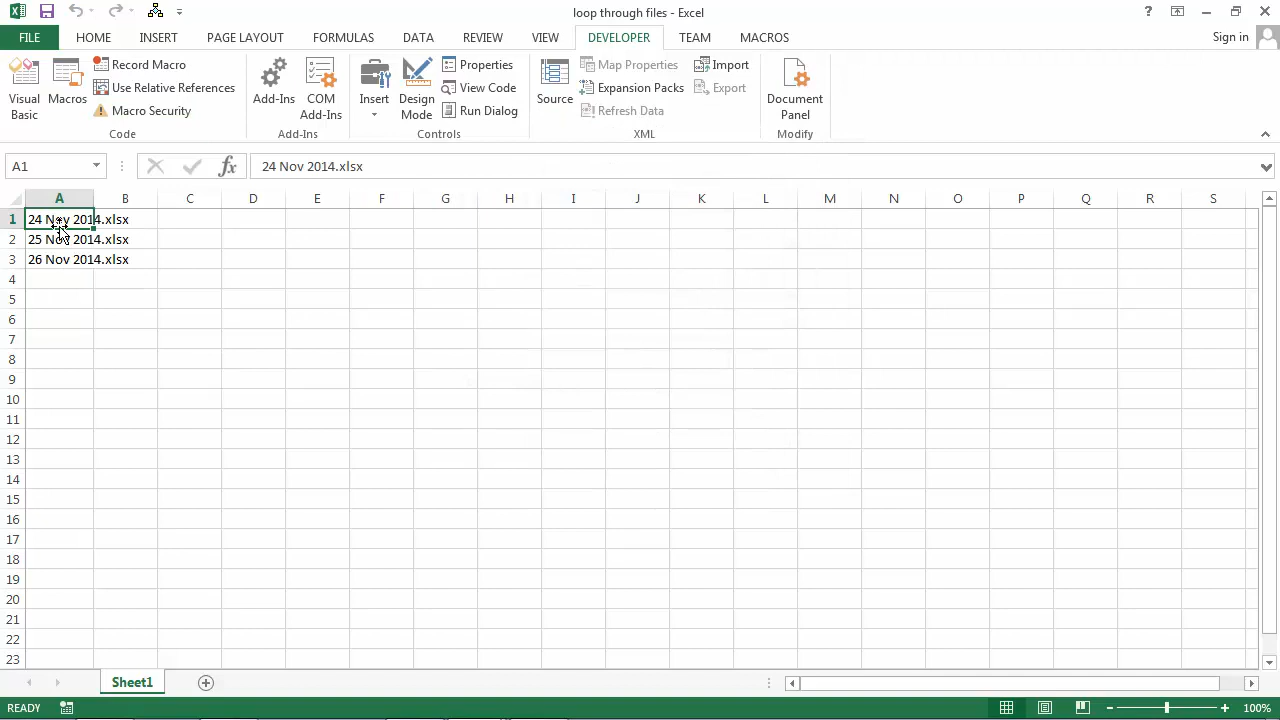 loop through files - Excel
?
FILE HOME INSERT PAGE LAYOUT FORMULAS DATA REVIEW VIEW DEVELOPER TEAM MACROS Sign in
Visual Basic
Macros
Record Macro
Use Relative References
Macro Security
Code
Add-Ins
COM Add-Ins
Add-Ins
Insert
Design Mode
Properties
View Code
Run Dialog
Controls
Source
Map Properties
Expansion Packs
Refresh Data
Import
Export
XML
Document Panel
Modify
A1 fx 24 Nov 2014.xlsx
A B C D E F G H I J K L M N O P Q R S
1 24 Nov 2014.xlsx
2 25 Nov 2014.xlsx
3 26 Nov 2014.xlsx
4
5
6
7
8
9
10
11
12
13
14
15
16
17
18
19
20
21
22
23
Sheet1
READY 100%